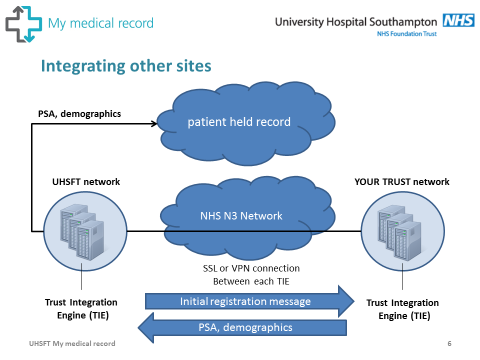 My medical record
University Hospital Southampton NHS
NHS Foundation Trust
Integrating other sites
PSA, demographics
patient held record
UHSFT network
YOUR TRUST network
NHS N3 Network
SSL or VPN connection
Between each TIE
Trust Integration
Engine (TIE)
Initial registration message
Trust Integration
Engine (TIE)
PSA, demographics
UHSFT My medical record
6